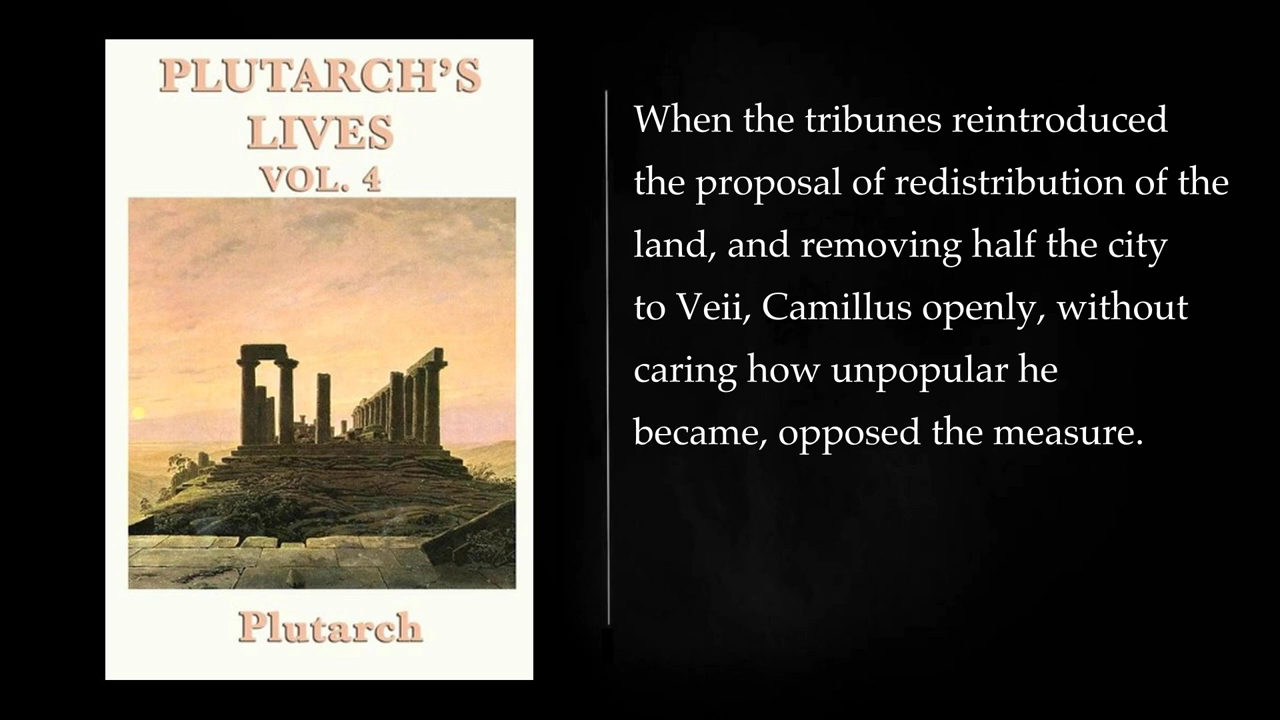 PLUTARCH'S
LIVES
VOL. 4
Plutarch
When the tribunes reintroduced
the proposal of redistribution of the
land, and removing half the city
to Veii, Camillus openly, without
caring how unpopular he
became, opposed the measure.